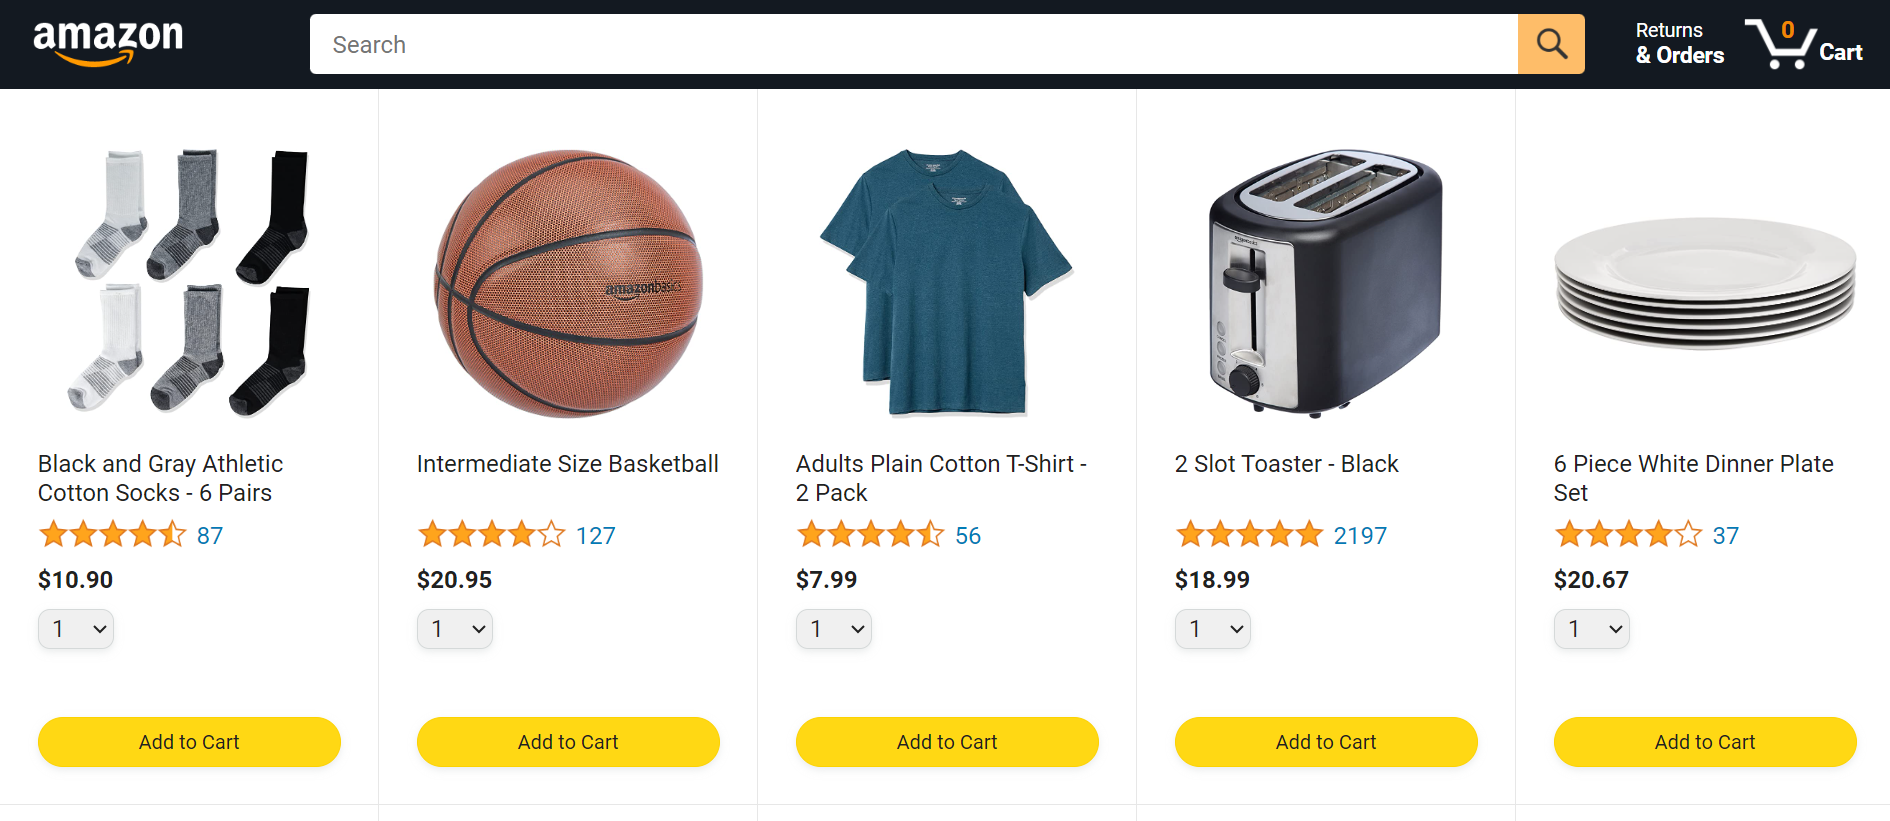 amazon
Search
Returns
& Orders
0
Cart
amazonbasics
Black and Gray Athletic
Cotton Socks - 6 Pairs
87
$10.90
1
Add to Cart
Intermediate Size Basketball
127
$20.95
1
Add to Cart
Adults Plain Cotton T-Shirt -
2 Pack
56
$7.99
1
Add to Cart
2 Slot Toaster - Black
2197
$18.99
1
Add to Cart
6 Piece White Dinner Plate
Set
37
$20.67
1
Add to Cart